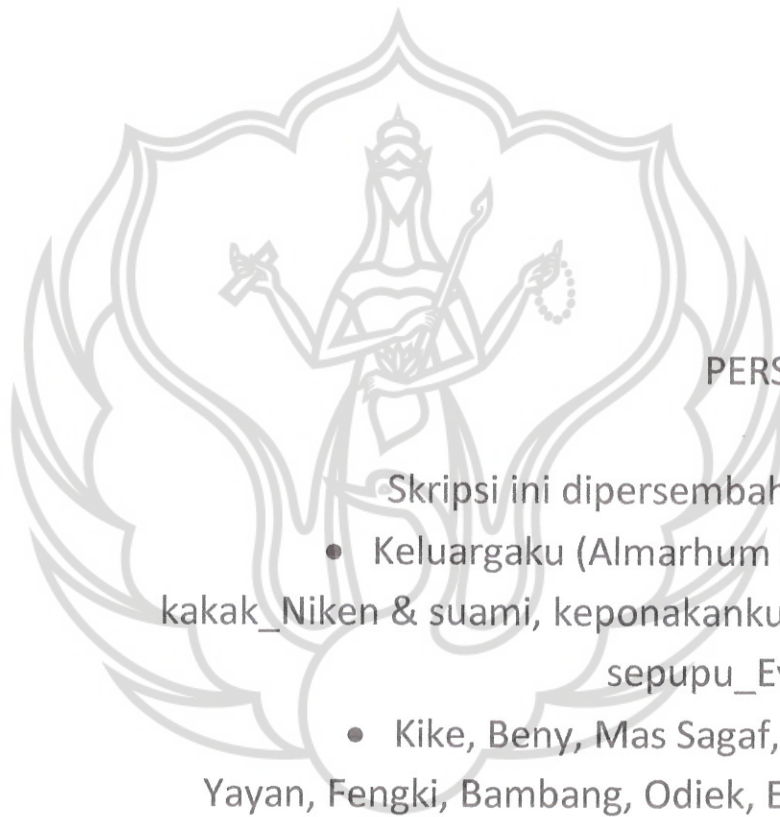 PERS
Skripsi ini dipersembah
• Keluargaku (Almarhum
kakak_Niken & suami, keponakanku
sepupu_Ev
• Kike, Beny, Mas Sagaf,
Yayan, Fengki, Bambang, Odiek, E